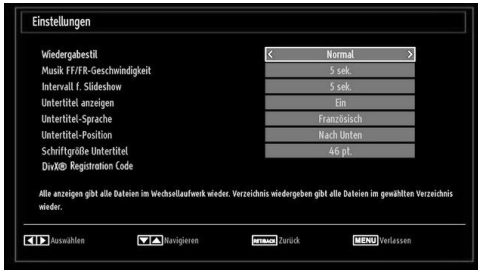 Einstellungen
Wiedergabestil Normal
Musik FF/FR-Geschwindigkeit 5 sek.
Intervall f. Slideshow 5 sek.
Untertitel anzeigen Ein
Untertitel-Sprache Französisch
Untertitel-Position Nach Unten
Schriftgröße Untertitel 46 pt.
DivX® Registration Code
Alle anzeigen gibt alle Dateien im Wechsellaufwerk wieder. Verzeichnis wiedergeben gibt alle Dateien im gewählten Verzeichnis
wieder.
Auswählen Navigieren RET/BACK Zurück MENU Verlassen